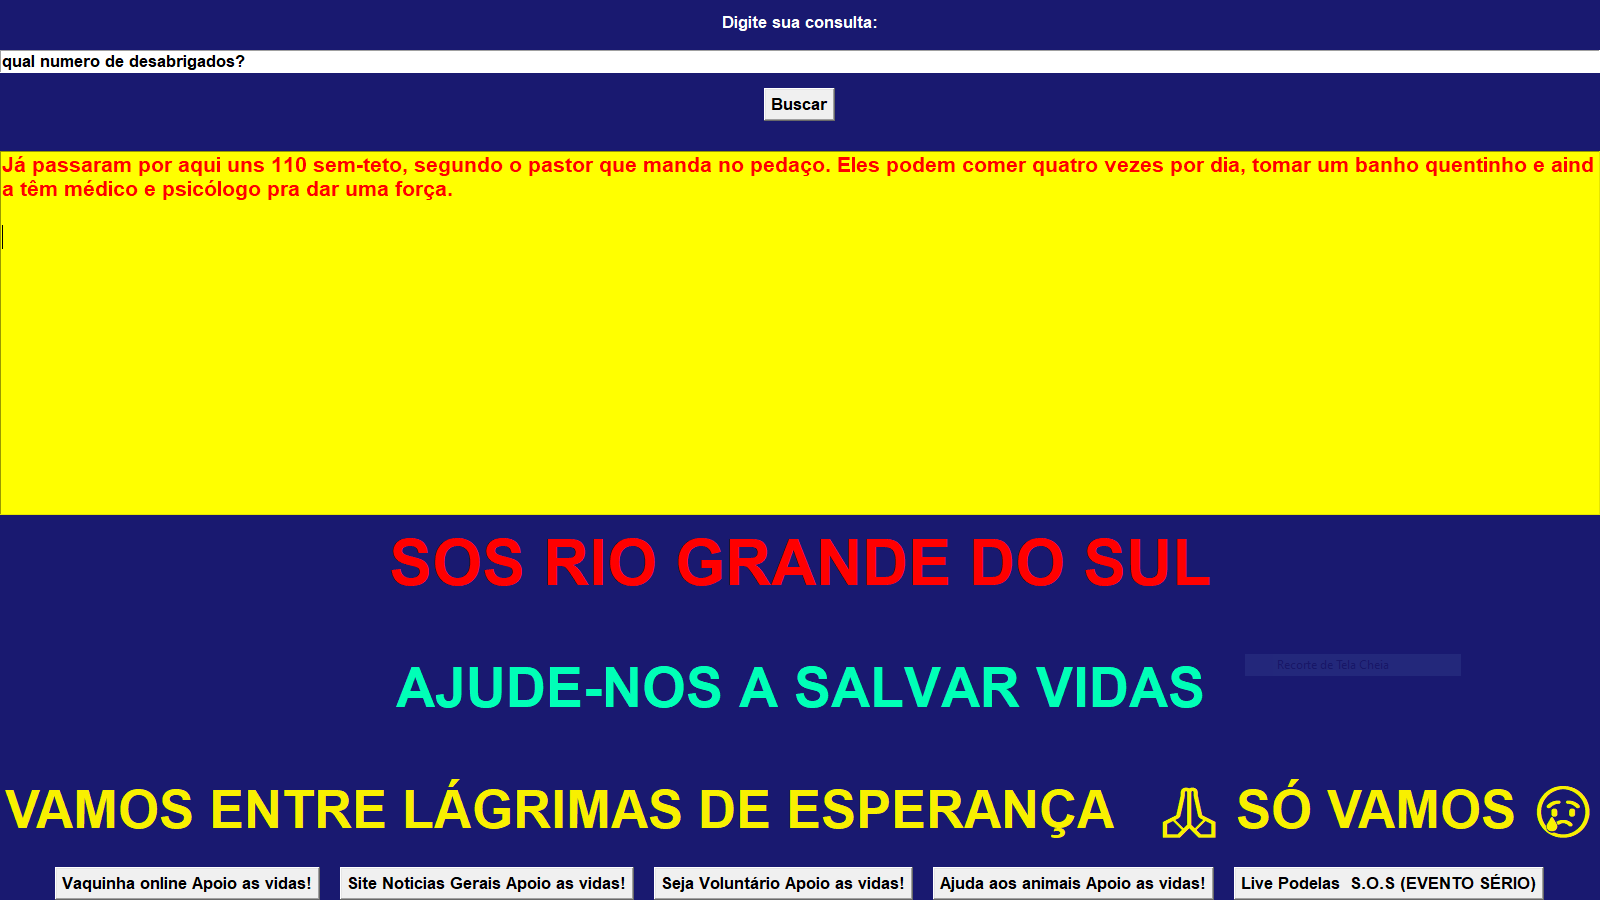 Digite sua consulta:
qual numero de desabrigados?
Buscar
Já passaram por aqui uns 110 sem-teto, segundo o pastor que manda no pedaço. Eles podem comer quatro vezes por dia, tomar um banho quentinho e aind
a têm médico e psicólogo pra dar uma força.
SOS RIO GRANDE DO SUL
Recorte de Tela Cheia
AJUDE-NOS A SALVAR VIDAS
VAMOS ENTRE LÁGRIMAS DE ESPERANÇA 🙏 SÓ VAMOS 😢
Vaquinha online Apoio as vidas!
Site Noticias Gerais Apoio as vidas!
Seja Voluntário Apoio as vidas!
Ajuda aos animais Apoio as vidas!
Live Podelas  S.O.S (EVENTO SÉRIO)